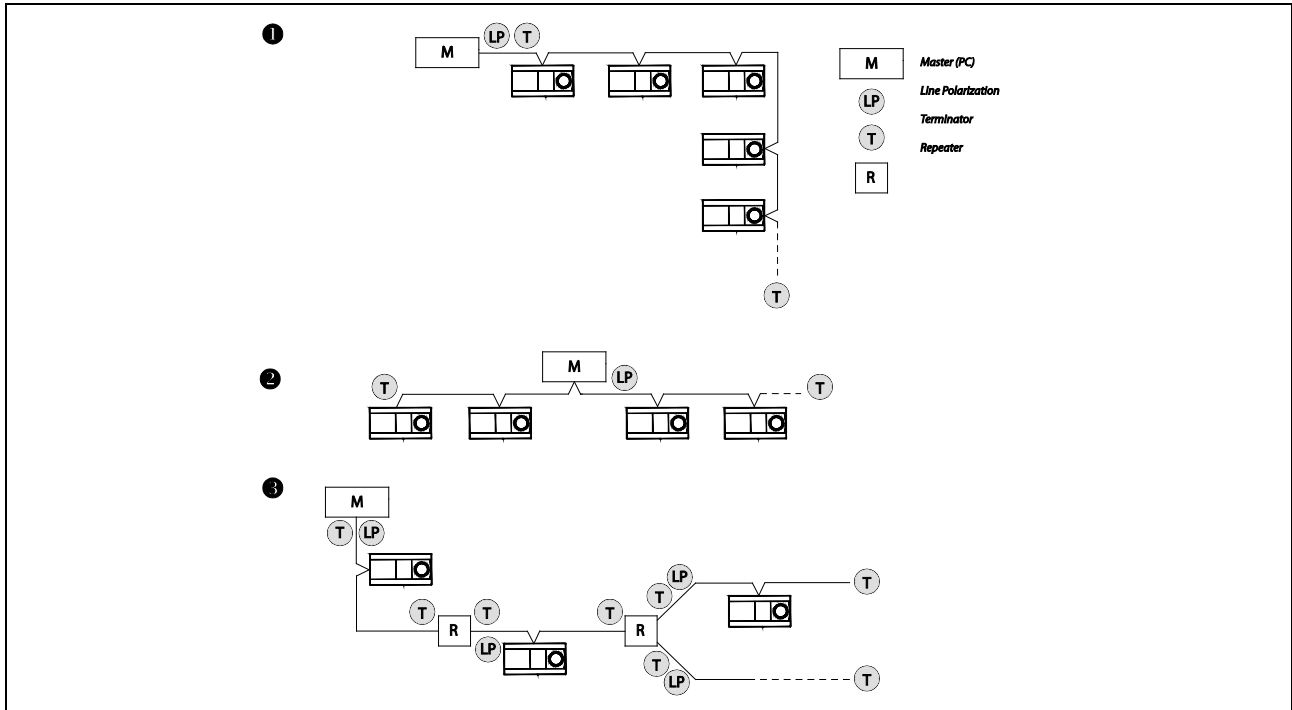 ❶
M LP T
M Master (PC)
LP Line Polarization
T Terminator
R Repeater
T
❷
M
T LP T
❸
M
T LP
T R T
LP
T R T LP
T
T LP
T